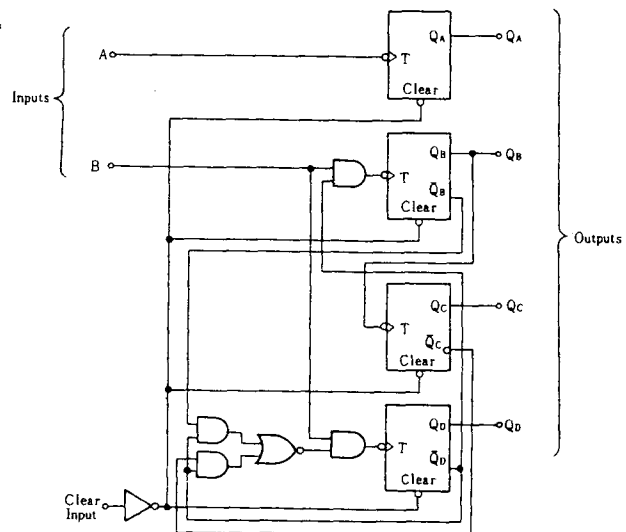 Q_A Q_A
A T
Clear
Inputs
B Q_B Q_B
T Q̄_B
Clear
Outputs
Q_C Q_C
T Q̄_C
Clear
Q_D Q_D
T Q̄_D
Clear
Clear
Input